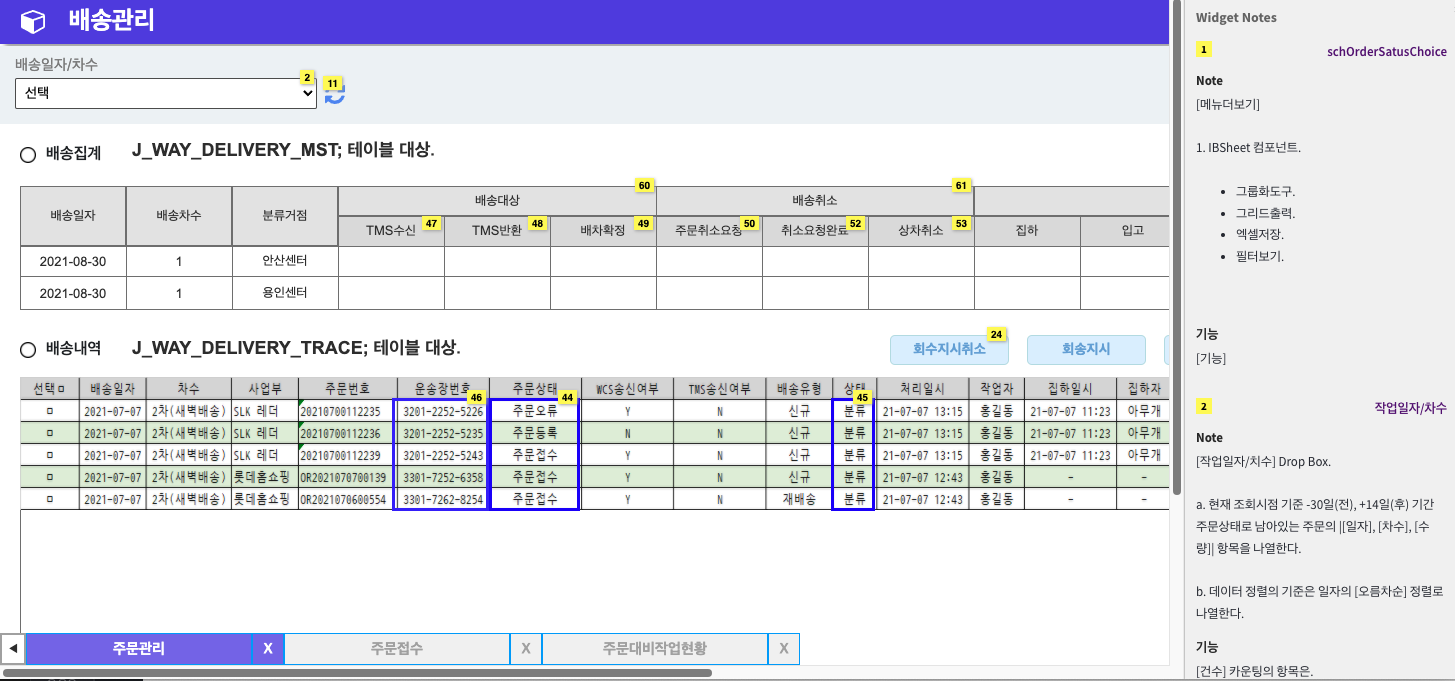 배송관리
배송일자/차수
선택
2
11
배송집계 J_WAY_DELIVERY_MST; 테이블 대상.
배송일자 배송차수 분류거점 배송대상 60 배송취소 61
TMS수신 47 TMS반환 48 배차확정 49 주문취소요청 50 취소요청완료 52 상차취소 53 집하 입고
2021-08-30 1 안산센터
2021-08-30 1 용인센터
배송내역 J_WAY_DELIVERY_TRACE; 테이블 대상. 회수지시취소 24 회송지시
선택 배송일자 차수 사업부 주문번호 운송장번호 46 주문상태 44 WCS송신여부 TMS송신여부 배송유형 상태 45 처리일시 작업자 집하일시 집하자
2021-07-07 2차(새벽배송) SLK 레더 20210700112235 3201-2252-5226 주문오류 Y N 신규 분류 21-07-07 13:15 홍길동 21-07-07 11:23 아무개
2021-07-07 2차(새벽배송) SLK 레더 20210700112236 3201-2252-5235 주문등록 N N 신규 분류 21-07-07 13:15 홍길동 21-07-07 11:23 아무개
2021-07-07 2차(새벽배송) SLK 레더 20210700112239 3201-2252-5243 주문접수 Y N 신규 분류 21-07-07 13:15 홍길동 21-07-07 11:23 아무개
2021-07-07 2차(새벽배송) 롯데홈쇼핑 OR2021070700139 3301-7252-6358 주문접수 Y N 신규 분류 21-07-07 12:43 홍길동 - -
2021-07-07 2차(새벽배송) 롯데홈쇼핑 OR2021070600554 3301-7262-8254 주문접수 Y N 재배송 분류 21-07-07 12:43 홍길동 - -
주문관리 X 주문접수 X 주문대비작업현황 X
Widget Notes
1 schOrderSatusChoice
Note
[메뉴더보기]
1. IBSheet 컴포넌트.
• 그룹화도구.
• 그리드출력.
• 엑셀저장.
• 필터보기.
기능
[기능]
2 작업일자/차수
Note
[작업일자/치수] Drop Box.
a. 현재 조회시점 기준 -30일(전), +14일(후) 기간
주문상태로 남아있는 주문의 |[일자], [차수], [수
량]| 항목을 나열한다.
b. 데이터 정렬의 기준은 일자의 [오름차순] 정렬로
나열한다.
기능
[건수] 카운팅의 항목은.